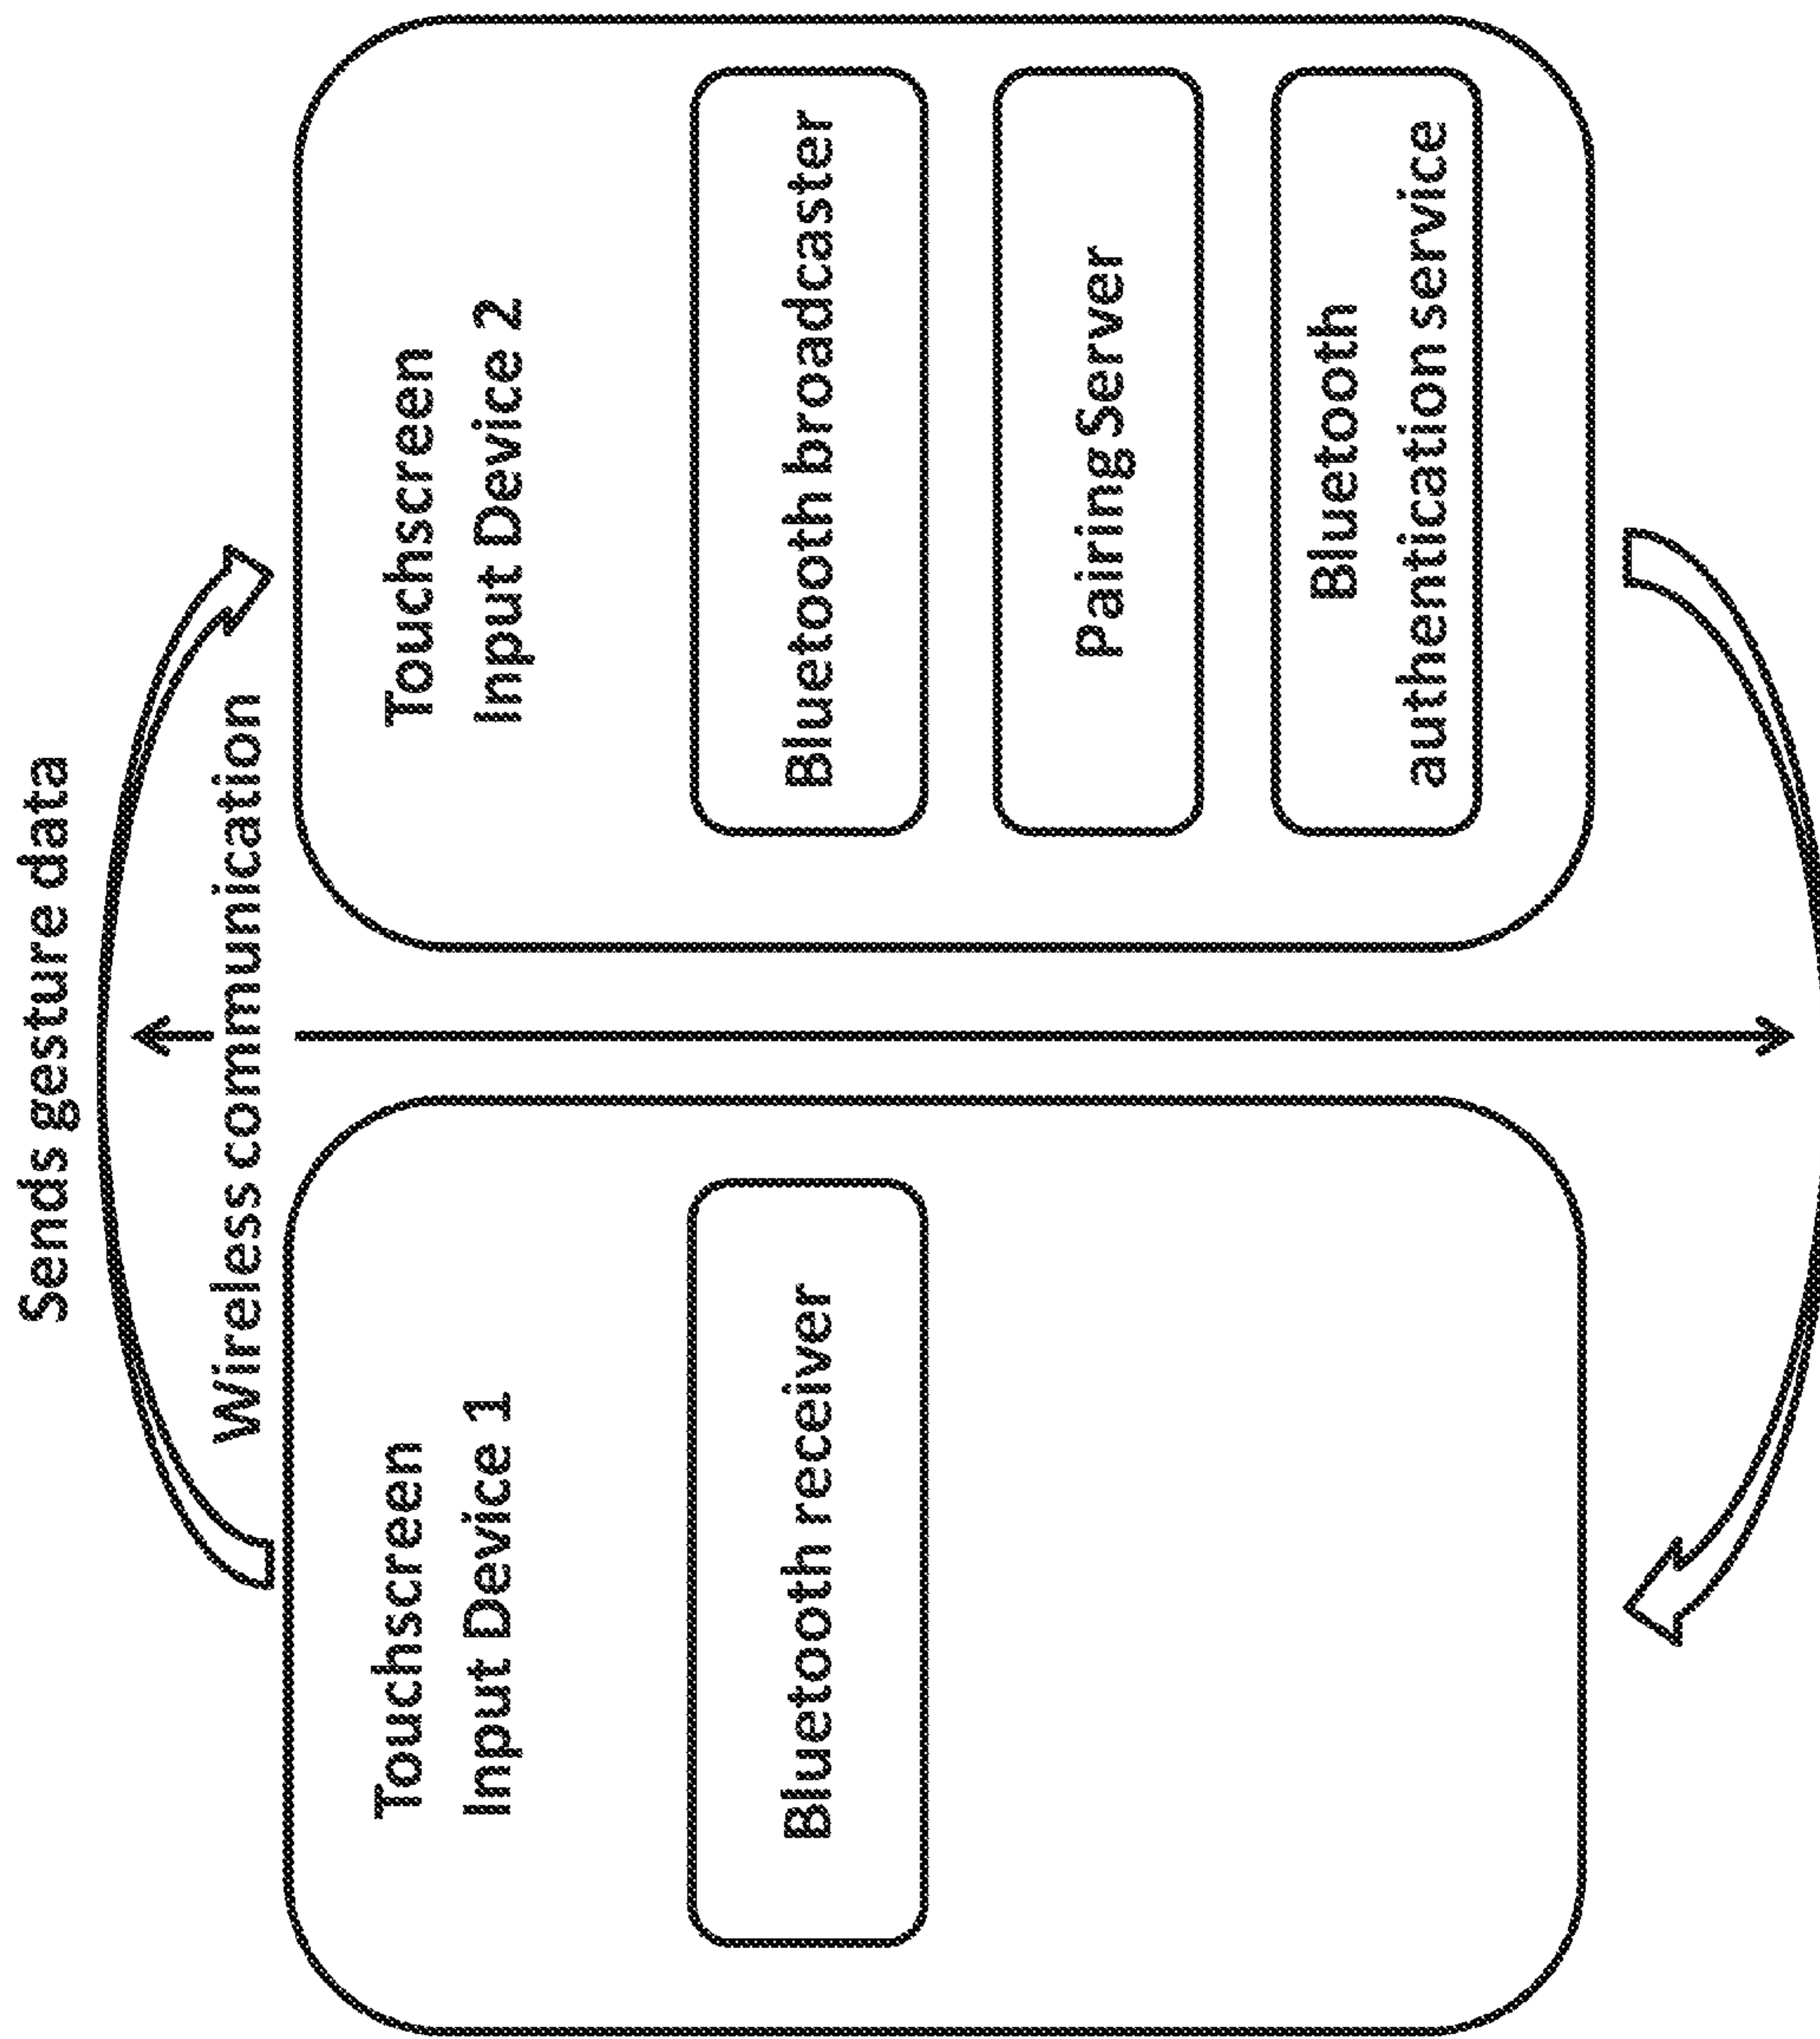 Sends gesture data
Wireless communication
Touchscreen
Input Device 1
Bluetooth receiver
Touchscreen
Input Device 2
Bluetooth broadcaster
Pairing Server
Bluetooth
authentication service